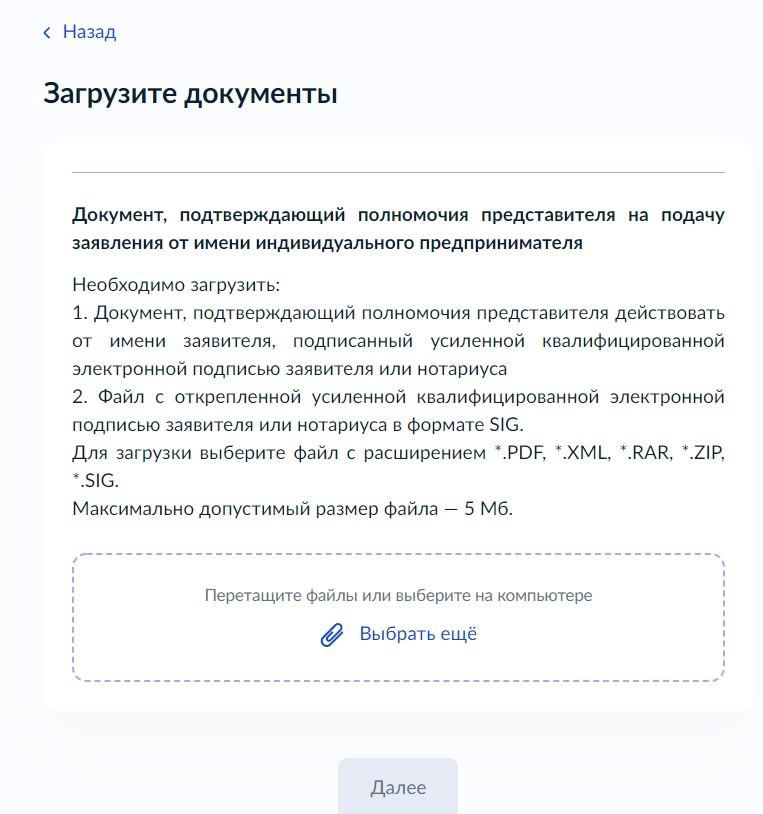 Назад
Загрузите документы
Документ, подтверждающий полномочия представителя на подачу
заявления от имени индивидуального предпринимателя
Необходимо загрузить:
1. Документ, подтверждающий полномочия представителя действовать
от имени заявителя, подписанный усиленной квалифицированной
электронной подписью заявителя или нотариуса
2. Файл с открепленной усиленной квалифицированной электронной
подписью заявителя или нотариуса в формате SIG.
Для загрузки выберите файл с расширением *.PDF, *.XML, *.RAR, *.ZIP,
*.SIG.
Максимально допустимый размер файла — 5 Мб.
Перетащите файлы или выберите на компьютере
Выбрать ещё
Далее